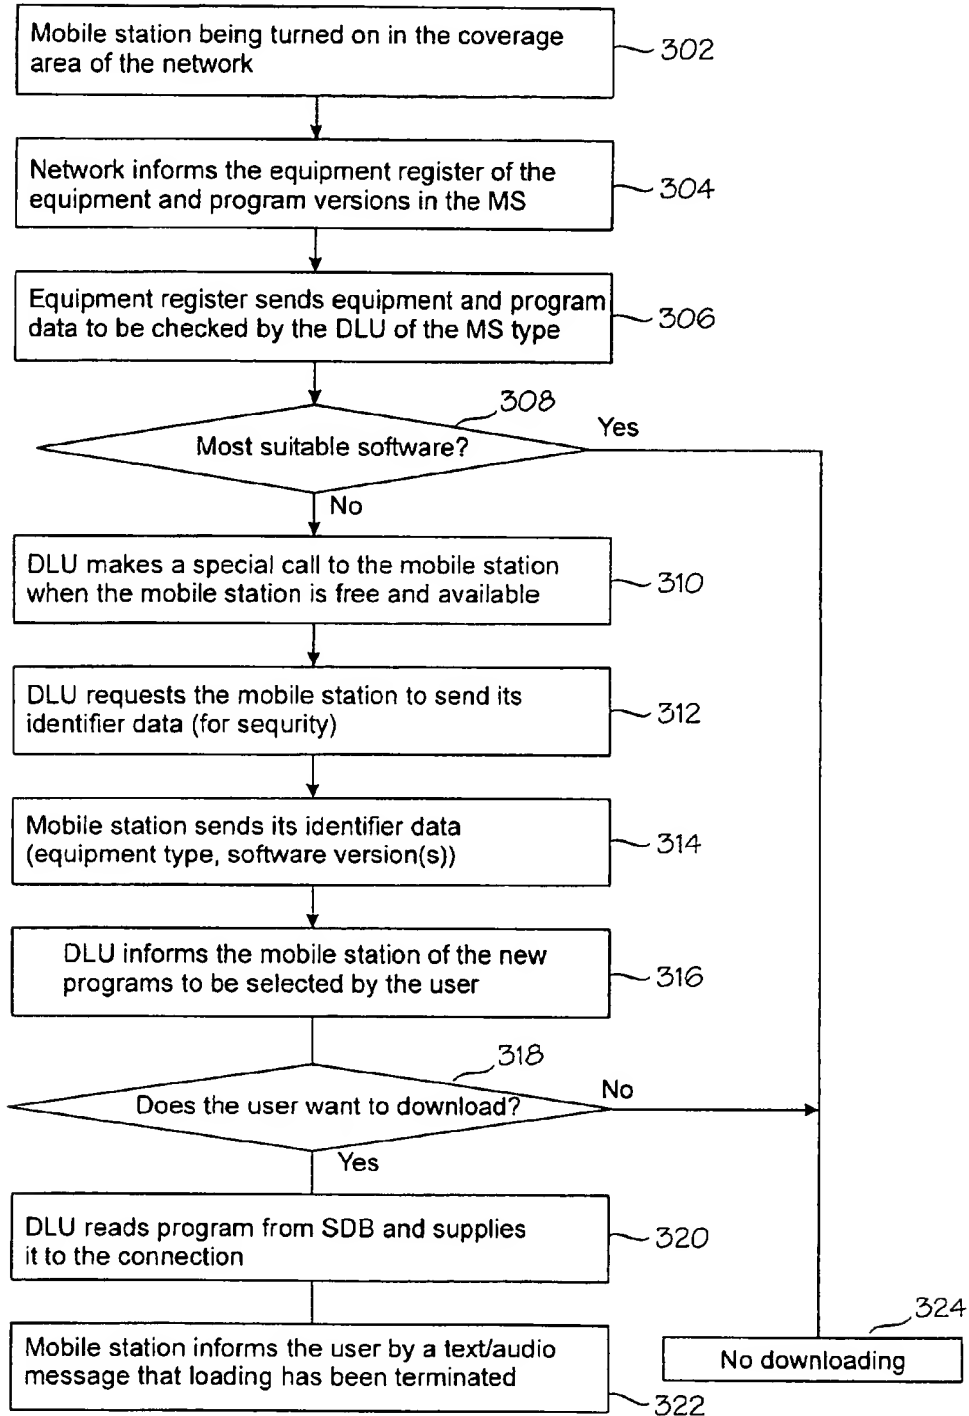 Mobile station being turned on in the coverage
area of the network
302
Network informs the equipment register of the
equipment and program versions in the MS
304
Equipment register sends equipment and program
data to be checked by the DLU of the MS type
306
308
Most suitable software?
Yes
No
DLU makes a special call to the mobile station
when the mobile station is free and available
310
DLU requests the mobile station to send its
identifier data (for sequrity)
312
Mobile station sends its identifier data
(equipment type, software version(s))
314
DLU informs the mobile station of the new
programs to be selected by the user
316
318
Does the user want to download?
No
Yes
DLU reads program from SDB and supplies
it to the connection
320
Mobile station informs the user by a text/audio
message that loading has been terminated
322
324
No downloading